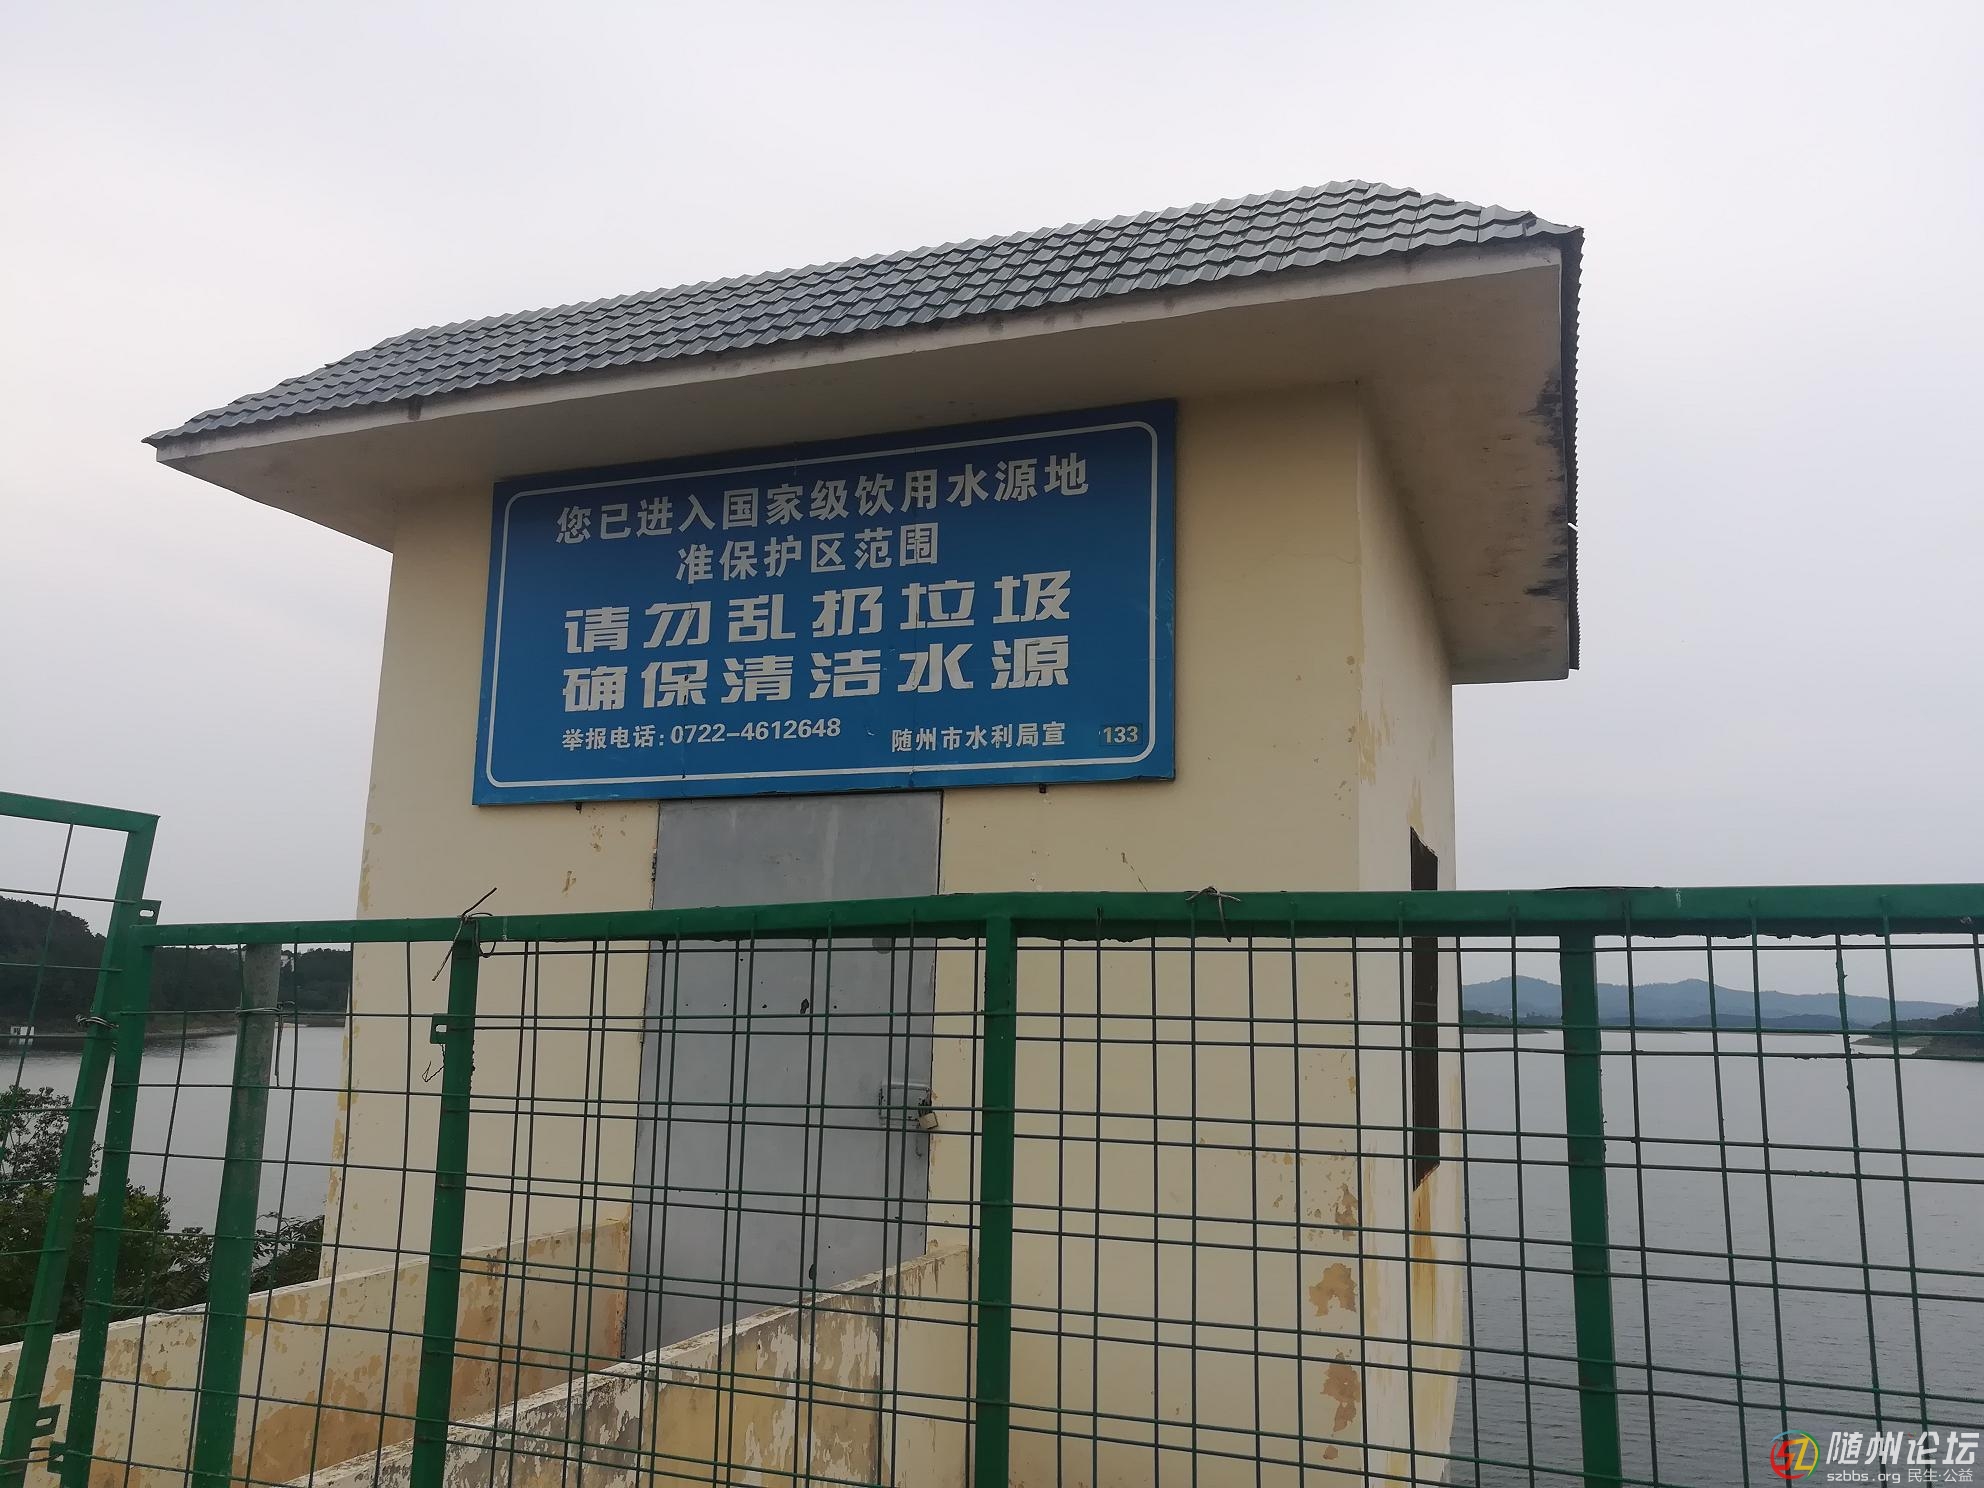 您已进入国家级饮用水源地
准保护区范围
请勿乱扔垃圾
确保清洁水源
举报电话:0722-4612648 随州市水利局宣 133
随州论坛
szbbs.org 民生·公益